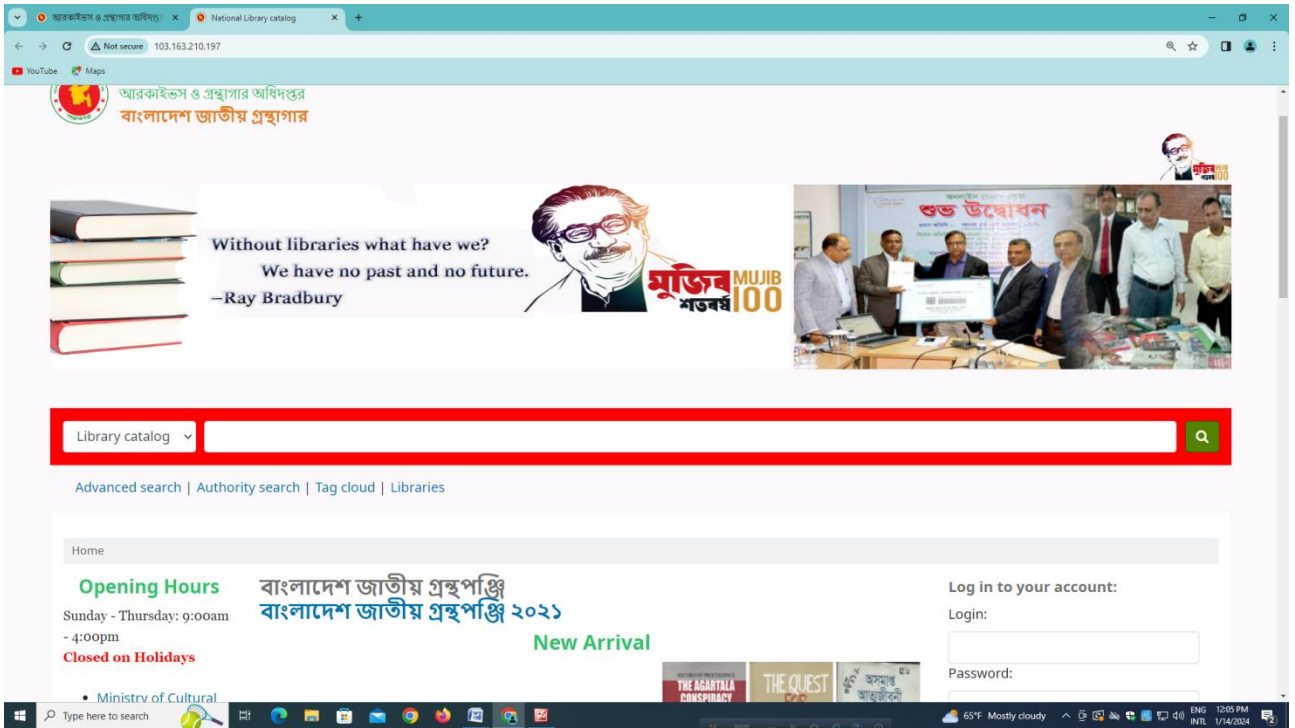 আরকাইভস ও গ্রন্থাগার অধিদপ্ত
National Library catalog
Not secure
103.163.210.197
YouTube
Maps
আরকাইভস ও গ্রন্থাগার অধিদপ্তর
বাংলাদেশ জাতীয় গ্রন্থাগার
মুজিব MUJIB
শতবর্ষ 100
Without libraries what have we?
We have no past and no future.
–Ray Bradbury
মুজিব MUJIB
শতবর্ষ 100
শুভ উদ্বোধন
Library catalog
Advanced search | Authority search | Tag cloud | Libraries
Home
Opening Hours
Sunday - Thursday: 9:00am
- 4:00pm
Closed on Holidays
• Ministry of Cultural
বাংলাদেশ জাতীয় গ্রন্থপঞ্জি
বাংলাদেশ জাতীয় গ্রন্থপঞ্জি ২০২১
New Arrival
THE AGARTALA
CONSPIRACY
THE QUEST
FOR
অসমাপ্ত
আত্মজীবনী
Log in to your account:
Login:
Password:
Type here to search
65°F Mostly cloudy
ENG
INTL
12:05 PM
1/14/2024